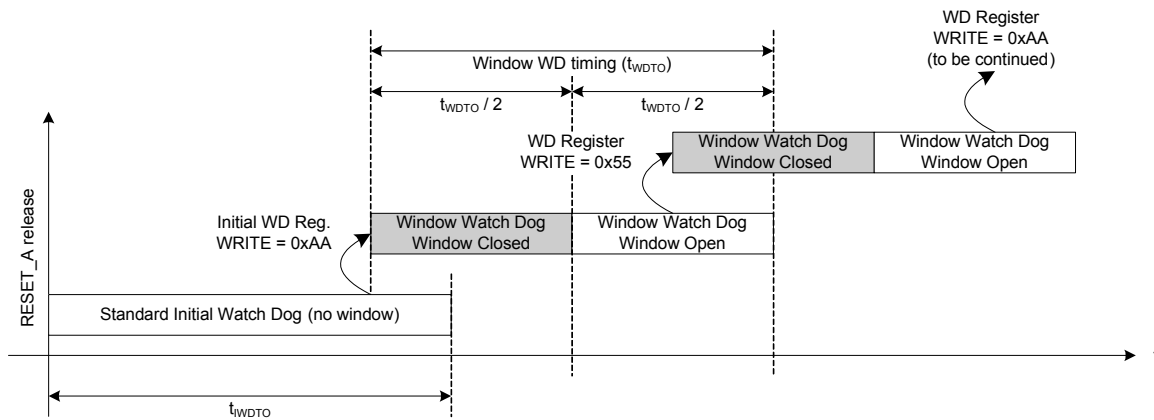 WD Register
WRITE = 0xAA
(to be continued)
Window WD timing (tWDTO)
tWDTO / 2
tWDTO / 2
WD Register
WRITE = 0x55
Window Watch Dog
Window Closed
Window Watch Dog
Window Open
Initial WD Reg.
WRITE = 0xAA
Window Watch Dog
Window Closed
Window Watch Dog
Window Open
RESET_A release
Standard Initial Watch Dog (no window)
tIWDTO